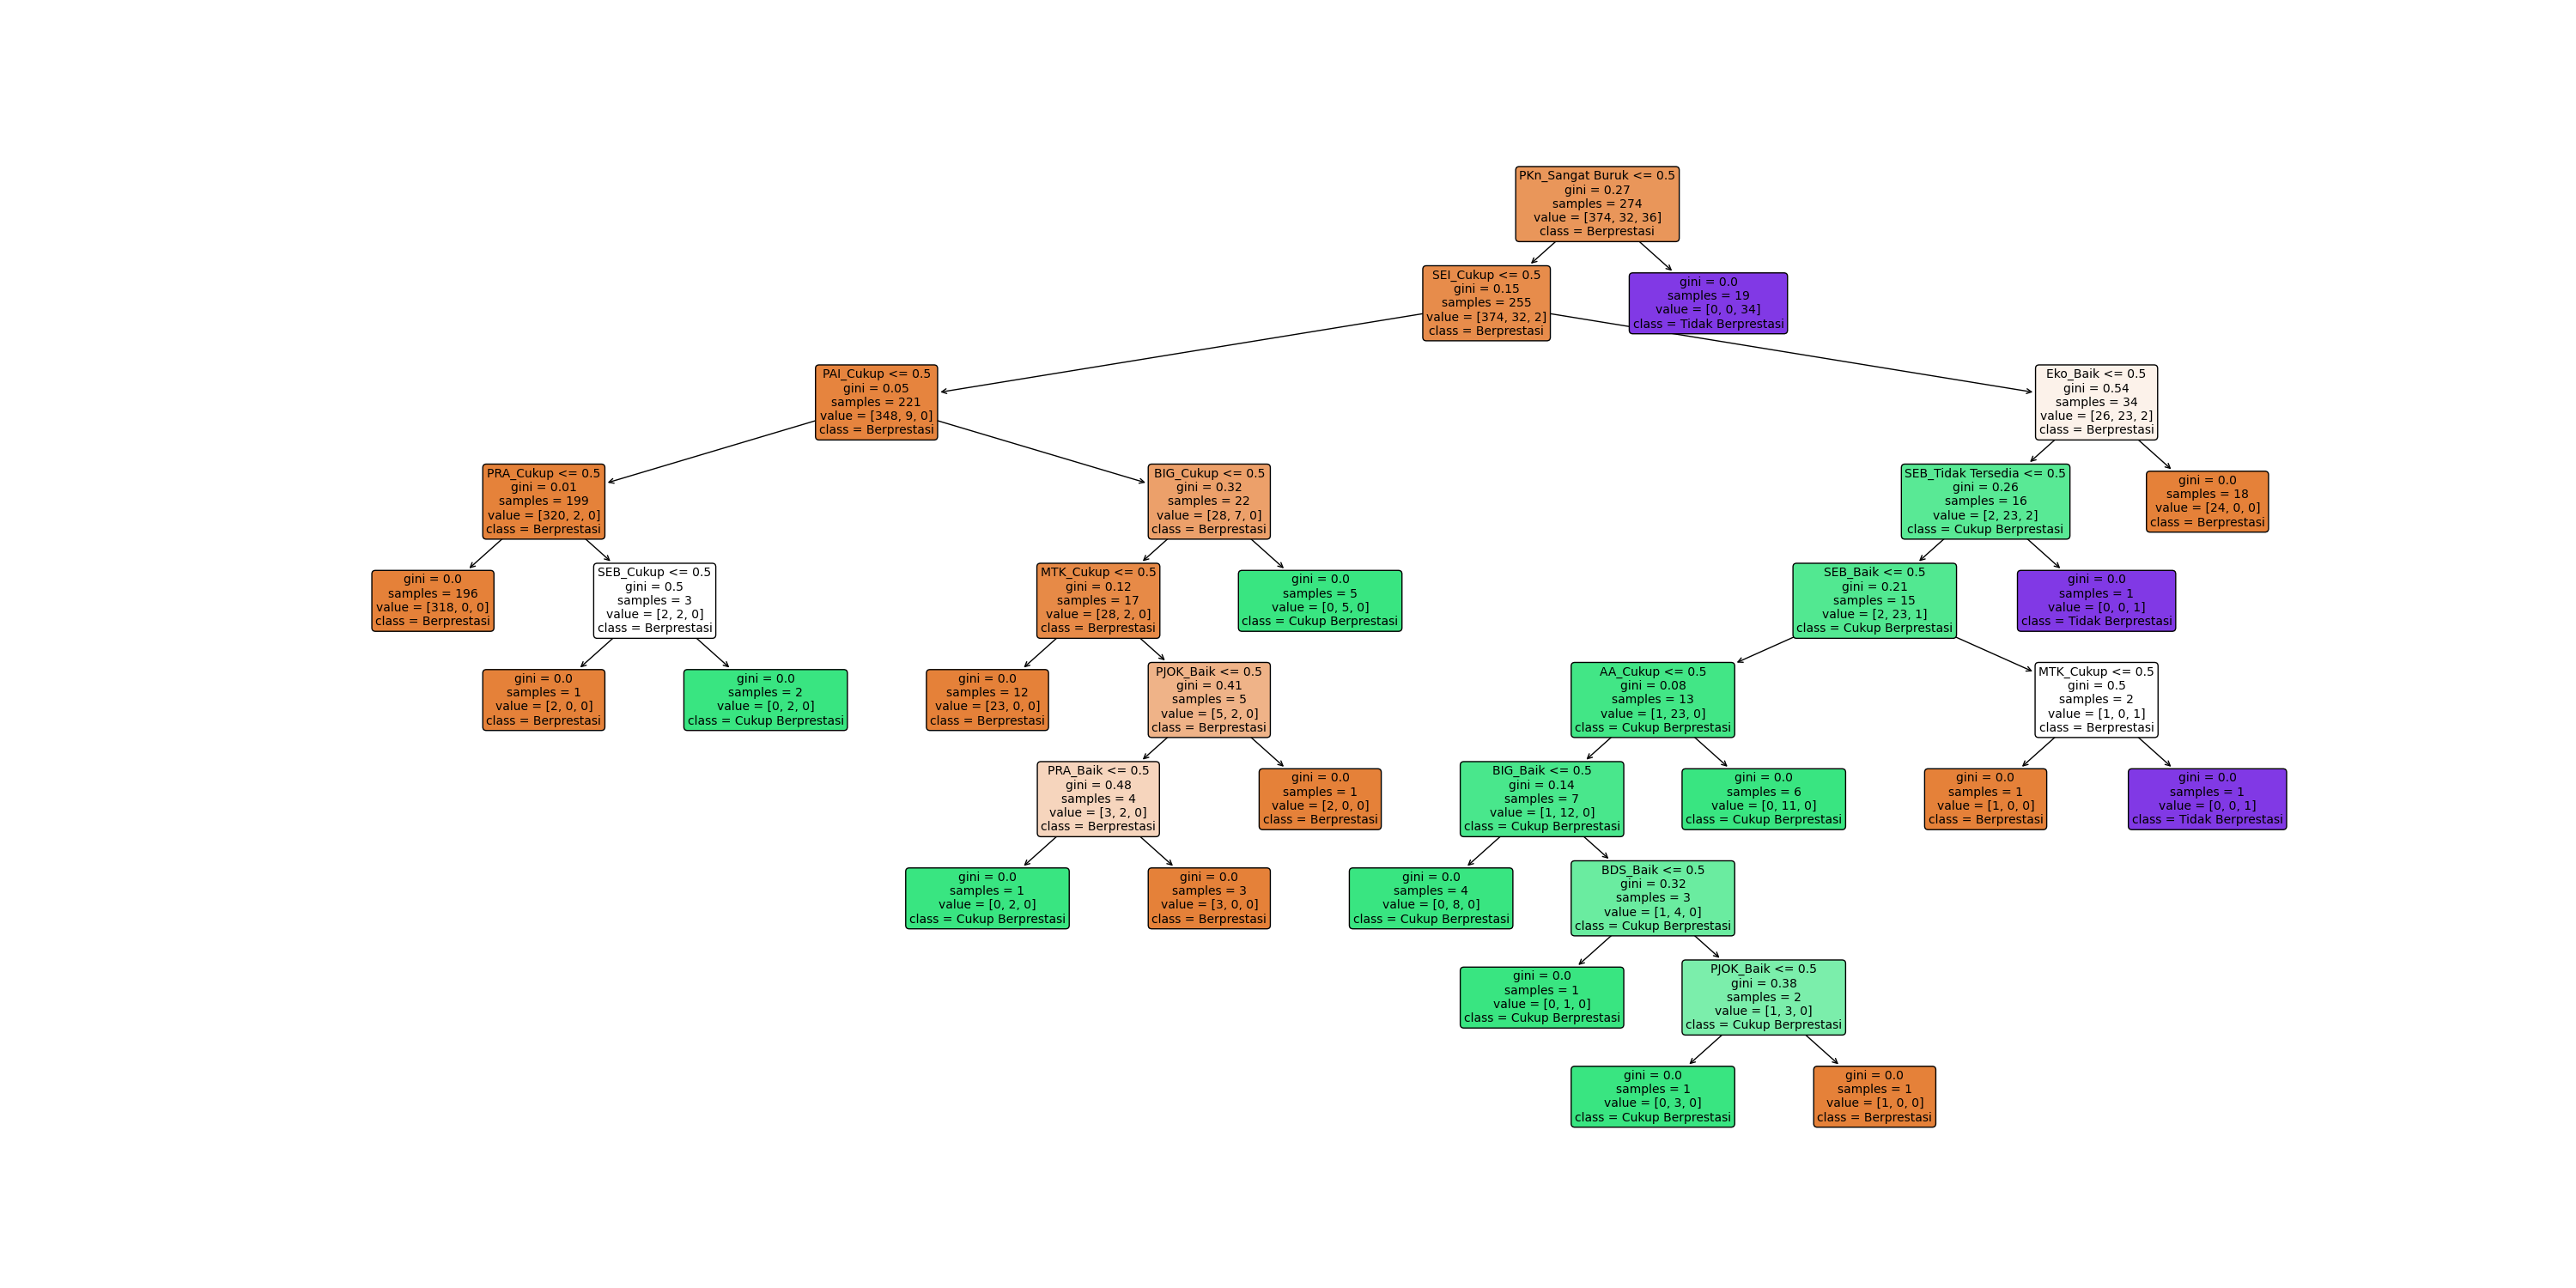 PKn_Sangat Buruk <= 0.5
gini = 0.27
samples = 274
value = [374, 32, 36]
class = Berprestasi
SEI_Cukup <= 0.5
gini = 0.15
samples = 255
value = [374, 32, 2]
class = Berprestasi
gini = 0.0
samples = 19
value = [0, 0, 34]
class = Tidak Berprestasi
PAI_Cukup <= 0.5
gini = 0.05
samples = 221
value = [348, 9, 0]
class = Berprestasi
Eko_Baik <= 0.5
gini = 0.54
samples = 34
value = [26, 23, 2]
class = Berprestasi
PRA_Cukup <= 0.5
gini = 0.01
samples = 199
value = [320, 2, 0]
class = Berprestasi
BIG_Cukup <= 0.5
gini = 0.32
samples = 22
value = [28, 7, 0]
class = Berprestasi
SEB_Tidak Tersedia <= 0.5
gini = 0.26
samples = 16
value = [2, 23, 2]
class = Cukup Berprestasi
gini = 0.0
samples = 18
value = [24, 0, 0]
class = Berprestasi
gini = 0.0
samples = 196
value = [318, 0, 0]
class = Berprestasi
SEB_Cukup <= 0.5
gini = 0.5
samples = 3
value = [2, 2, 0]
class = Berprestasi
MTK_Cukup <= 0.5
gini = 0.12
samples = 17
value = [28, 2, 0]
class = Berprestasi
gini = 0.0
samples = 5
value = [0, 5, 0]
class = Cukup Berprestasi
SEB_Baik <= 0.5
gini = 0.21
samples = 15
value = [2, 23, 1]
class = Cukup Berprestasi
gini = 0.0
samples = 1
value = [0, 0, 1]
class = Tidak Berprestasi
gini = 0.0
samples = 1
value = [2, 0, 0]
class = Berprestasi
gini = 0.0
samples = 2
value = [0, 2, 0]
class = Cukup Berprestasi
gini = 0.0
samples = 12
value = [23, 0, 0]
class = Berprestasi
PJOK_Baik <= 0.5
gini = 0.41
samples = 5
value = [5, 2, 0]
class = Berprestasi
AA_Cukup <= 0.5
gini = 0.08
samples = 13
value = [1, 23, 0]
class = Cukup Berprestasi
MTK_Cukup <= 0.5
gini = 0.5
samples = 2
value = [1, 0, 1]
class = Berprestasi
PRA_Baik <= 0.5
gini = 0.48
samples = 4
value = [3, 2, 0]
class = Berprestasi
gini = 0.0
samples = 1
value = [2, 0, 0]
class = Berprestasi
BIG_Baik <= 0.5
gini = 0.14
samples = 7
value = [1, 12, 0]
class = Cukup Berprestasi
gini = 0.0
samples = 6
value = [0, 11, 0]
class = Cukup Berprestasi
gini = 0.0
samples = 1
value = [1, 0, 0]
class = Berprestasi
gini = 0.0
samples = 1
value = [0, 0, 1]
class = Tidak Berprestasi
gini = 0.0
samples = 1
value = [0, 2, 0]
class = Cukup Berprestasi
gini = 0.0
samples = 3
value = [3, 0, 0]
class = Berprestasi
gini = 0.0
samples = 4
value = [0, 8, 0]
class = Cukup Berprestasi
BDS_Baik <= 0.5
gini = 0.32
samples = 3
value = [1, 4, 0]
class = Cukup Berprestasi
gini = 0.0
samples = 1
value = [0, 1, 0]
class = Cukup Berprestasi
PJOK_Baik <= 0.5
gini = 0.38
samples = 2
value = [1, 3, 0]
class = Cukup Berprestasi
gini = 0.0
samples = 1
value = [0, 3, 0]
class = Cukup Berprestasi
gini = 0.0
samples = 1
value = [1, 0, 0]
class = Berprestasi